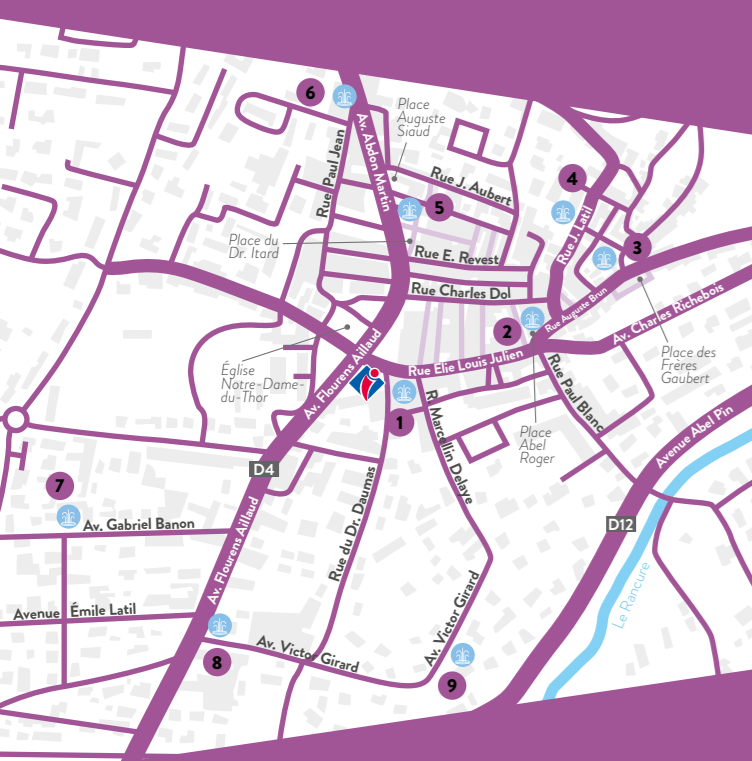 6
Place
Auguste
Siaud
Av. Abdon Martin
Rue Paul Jean
Rue J. Aubert
4
5
Rue J. Latil
Place du
Dr. Itard
Rue E. Revest
3
Rue Charles Dol
Rue Auguste Brun
2
Av. Charles Richebois
Église
Notre-Dame-
du-Thor
Av. Flourens Aillaud
Rue Elie Louis Julien
Place des
Frères
Gaubert
Rue Paul Blanc
1
R. Marcellin Delaye
Place
Abel
Roger
Avenue Abel Pin
D4
7
Av. Gabriel Banon
Rue du Dr. Daumas
D12
Av. Flourens Aillaud
Le Rancure
Avenue Émile Latil
Av. Victor Girard
Av. Victor Girard
8
9